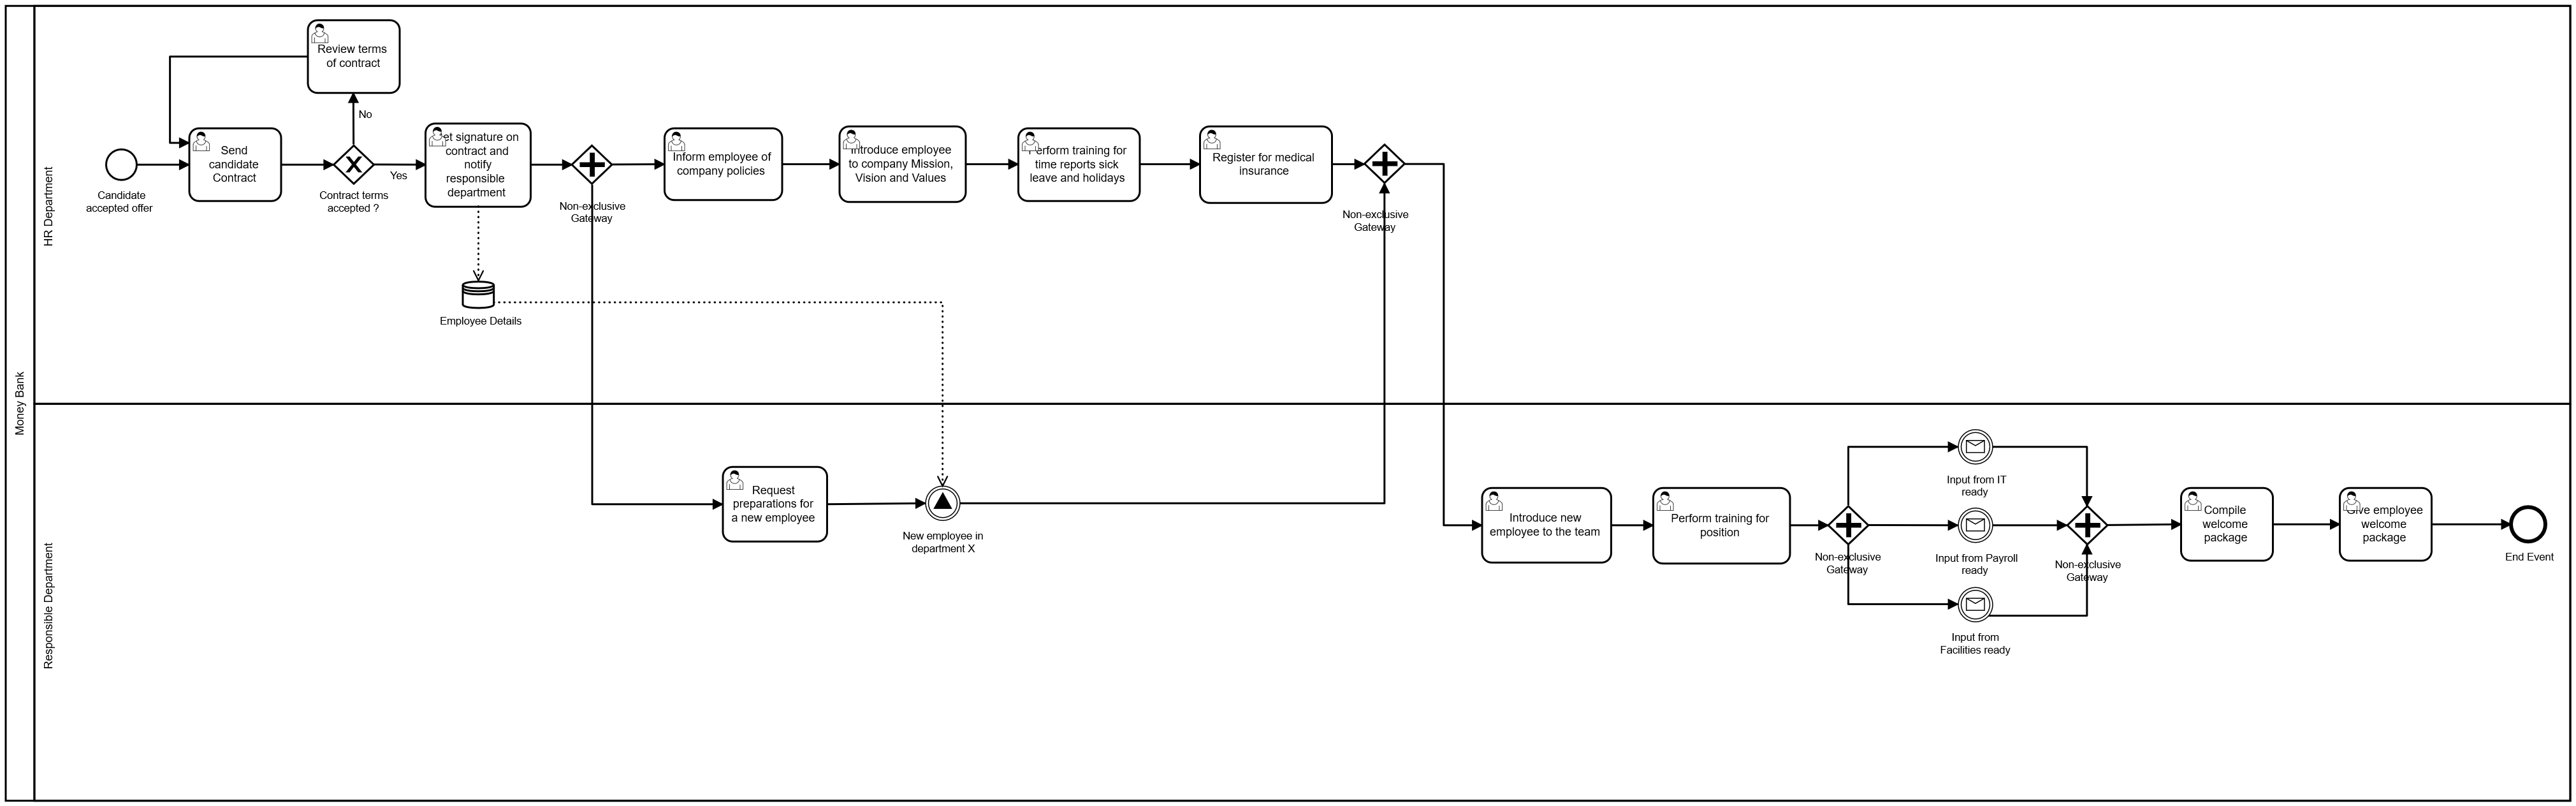 Money Bank
HR Department
Responsible Department
Review terms
of contract
No
Send
candidate
Contract
Candidate
accepted offer
Contract terms
accepted ?
Yes
signature on
contract and
notify
responsible
department
Employee Details
Non-exclusive
Gateway
Inform employee of
company policies
Introduce employee
to company Mission,
Vision and Values
Perform training for
time reports sick
leave and holidays
Register for medical
insurance
Non-exclusive
Gateway
Request
preparations for
a new employee
New employee in
department X
Introduce new
employee to the team
Perform training for
position
Non-exclusive
Gateway
Input from IT
ready
Input from Payroll
ready
Input from
Facilities ready
Non-exclusive
Gateway
Compile
welcome
package
Give employee
welcome
package
End Event